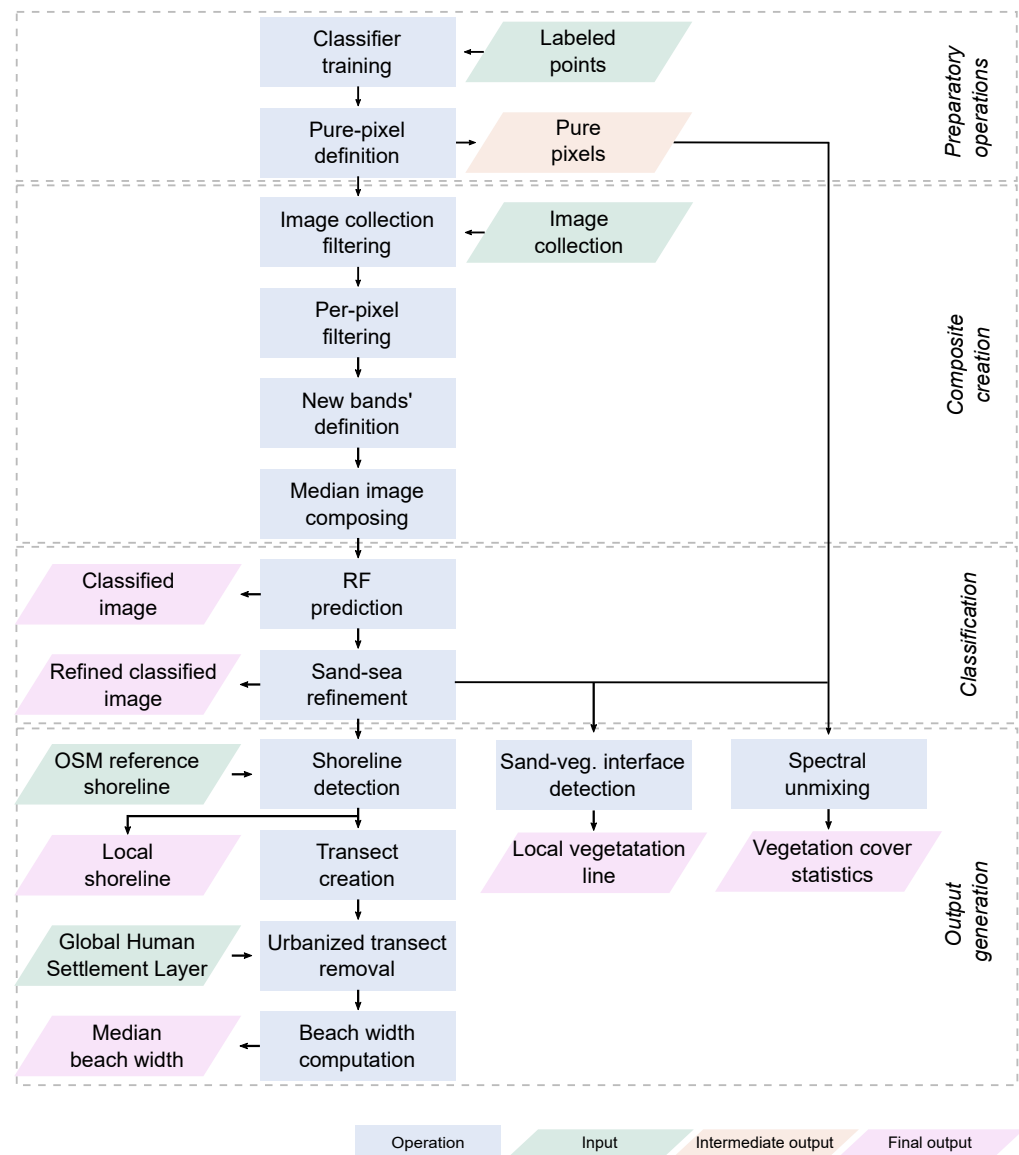 Classifier
training
Labeled
points
Preparatory
operations
Pure-pixel
definition
Pure
pixels
Image collection
filtering
Image
collection
Per-pixel
filtering
Composite
creation
New bands'
definition
Median image
composing
Classified
image
RF
prediction
Classification
Refined classified
image
Sand-sea
refinement
OSM reference
shoreline
Shoreline
detection
Sand-veg. interface
detection
Spectral
unmixing
Local
shoreline
Transect
creation
Local vegetatation
line
Vegetation cover
statistics
Output
generation
Global Human
Settlement Layer
Urbanized transect
removal
Median
beach width
Beach width
computation
Operation
Input
Intermediate output
Final output